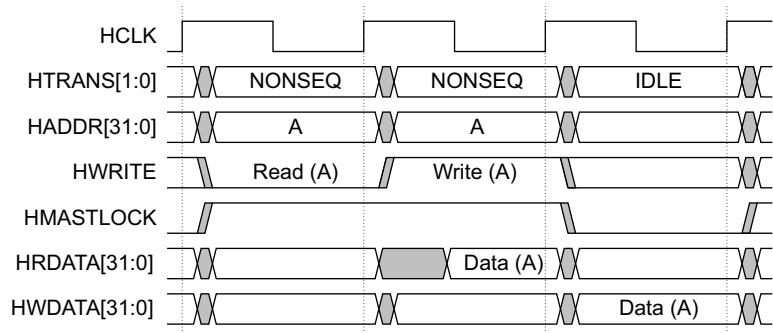 HCLK
HTRANS[1:0] NONSEQ NONSEQ IDLE
HADDR[31:0] A A
HWRITE Read (A) Write (A)
HMASTLOCK
HRDATA[31:0] Data (A)
HWDATA[31:0] Data (A)